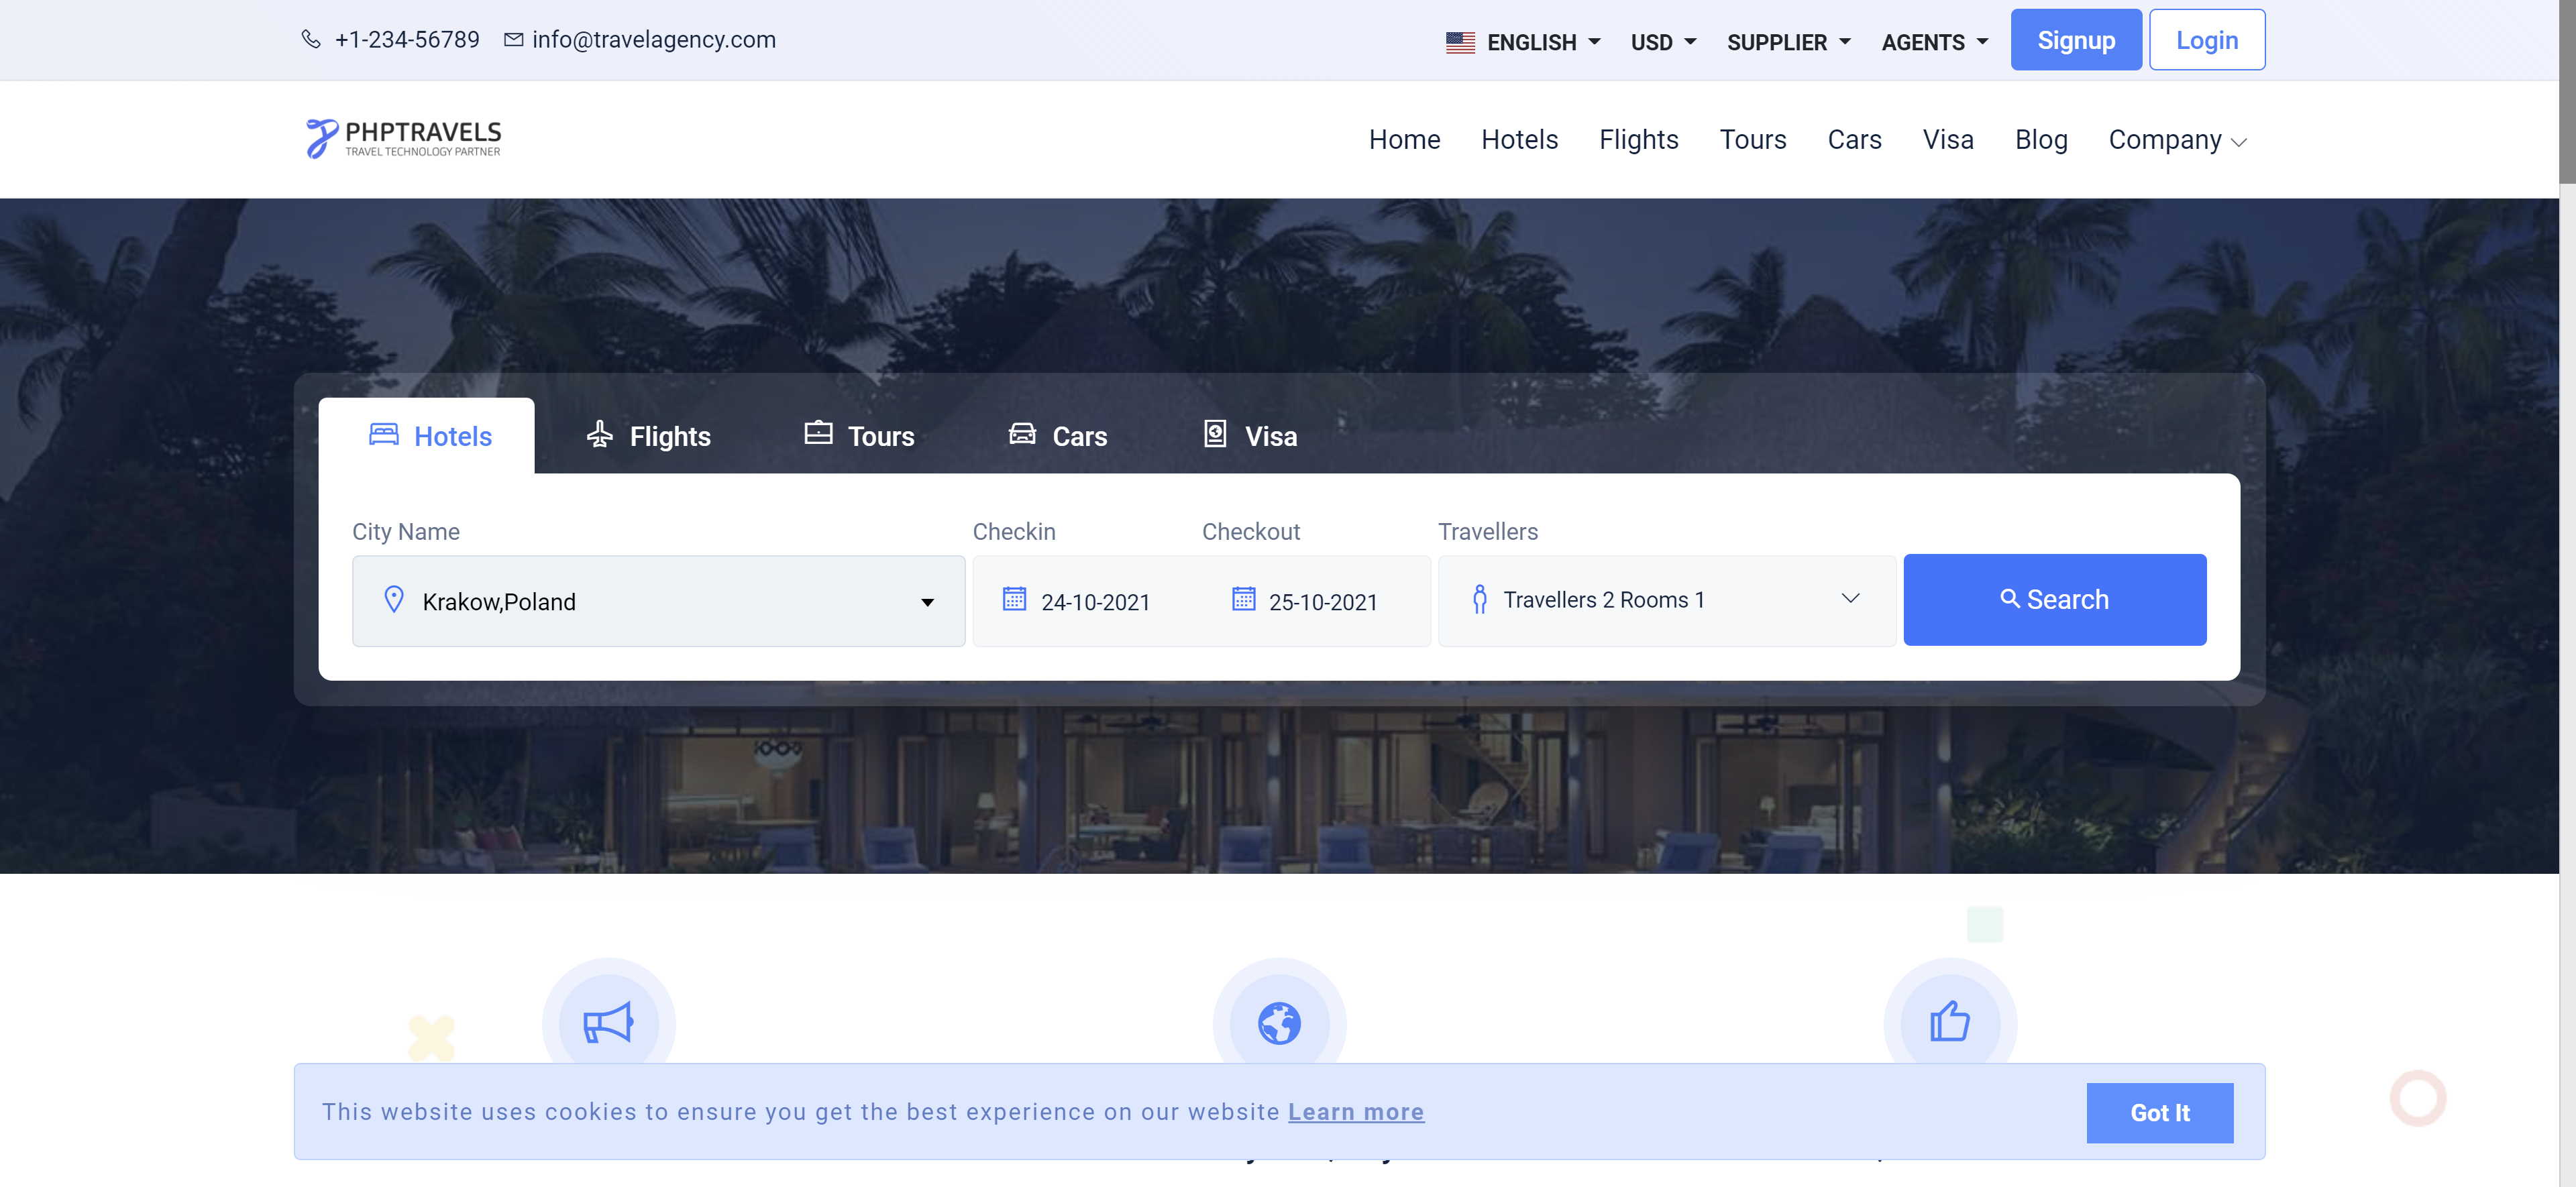 +1-234-56789 info@travelagency.com ENGLISH USD SUPPLIER AGENTS Signup Login
PHPTRAVELS
TRAVEL TECHNOLOGY PARTNER
Home Hotels Flights Tours Cars Visa Blog Company
Hotels Flights Tours Cars Visa
City Name Checkin Checkout Travellers
Krakow,Poland 24-10-2021 25-10-2021 Travellers 2 Rooms 1 Search
This website uses cookies to ensure you get the best experience on our website Learn more Got It